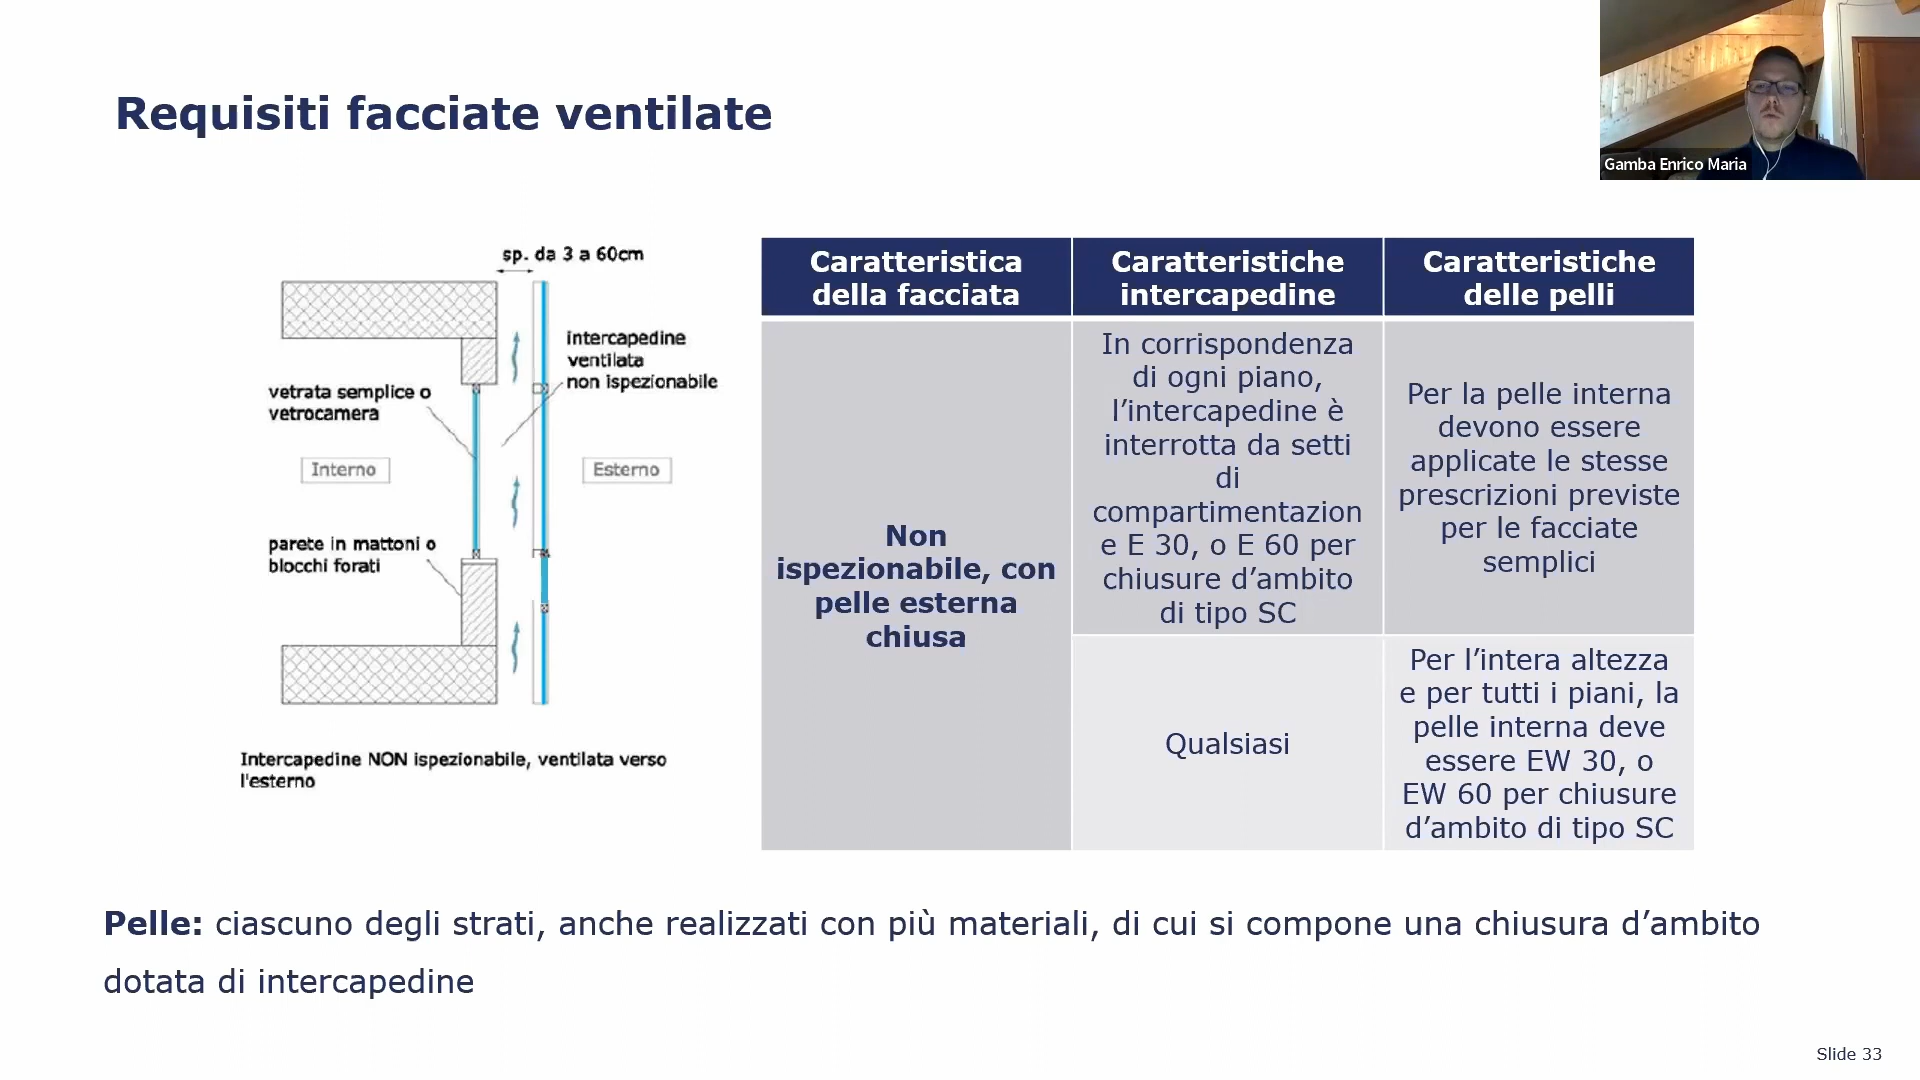 Requisiti facciate ventilate
Gamba Enrico Maria
sp. da 3 a 60cm
intercapedine
ventilata
non ispezionabile
vetrata semplice o
vetrocamera
Interno
Esterno
parete in mattoni o
blocchi forati
Intercapedine NON ispezionabile, ventilata verso
l'esterno
Caratteristica
della facciata
Caratteristiche
intercapedine
Caratteristiche
delle pelli
Non
ispezionabile, con
pelle esterna
chiusa
In corrispondenza
di ogni piano,
l’intercapedine è
interrotta da setti
di
compartimentazion
e E 30, o E 60 per
chiusure d’ambito
di tipo SC
Per la pelle interna
devono essere
applicate le stesse
prescrizioni previste
per le facciate
semplici
Qualsiasi
Per l’intera altezza
e per tutti i piani, la
pelle interna deve
essere EW 30, o
EW 60 per chiusure
d’ambito di tipo SC
Pelle: ciascuno degli strati, anche realizzati con più materiali, di cui si compone una chiusura d’ambito
dotata di intercapedine
Slide 33